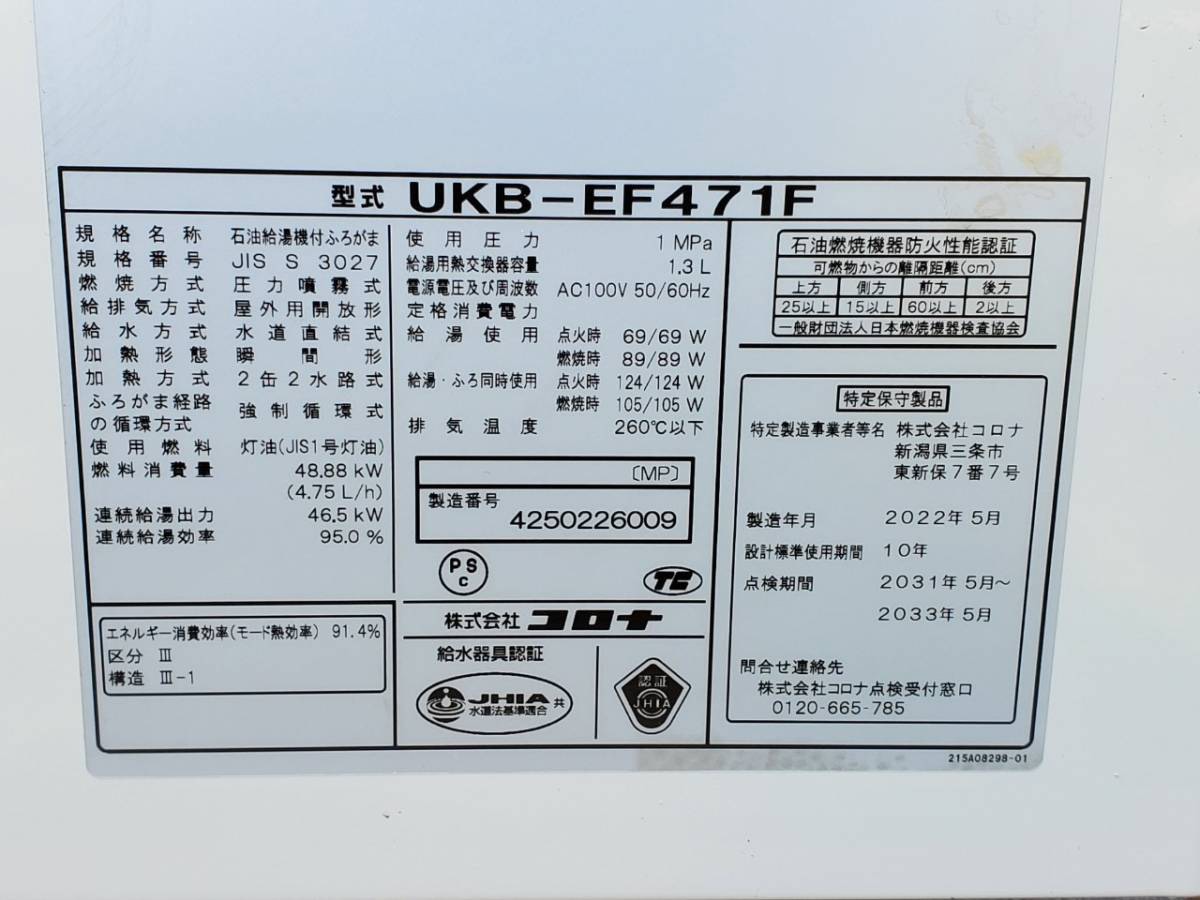 型式 UKB-EF471F
規格名称 石油給湯機付ふろがま
規格番号 JIS S 3027
燃焼方式 圧力噴霧式
給排気方式 屋外用開放形
給水方式 水道直結式
加熱形態 瞬間形
加熱方式 2缶2水路式
ふろがま経路
の循環方式 強制循環式
使用燃料 灯油(JIS1号灯油)
燃料消費量 48.88 kW
(4.75 L/h)
連続給湯出力 46.5 kW
連続給湯効率 95.0 %
エネルギー消費効率(モード熱効率) 91.4%
区分 Ⅲ
構造 Ⅲ-1
使用圧力 1 MPa
給湯用熱交換器容量 1.3 L
電源電圧及び周波数 AC100V 50/60Hz
定格消費電力
給湯使用 点火時 69/69 W
燃焼時 89/89 W
給湯・ふろ同時使用 点火時 124/124 W
燃焼時 105/105 W
排気温度 260℃以下
〔MP〕
製造番号
4250226009
PS
C
TC
株式会社 コロナ
給水器具認証
JHIA 共
水道法基準適合
認証
JHIA
石油燃焼機器防火性能認証
可燃物からの離隔距離(cm)
上方 側方 前方 後方
25以上 15以上 60以上 2以上
一般財団法人日本燃焼機器検査協会
特定保守製品
特定製造事業者等名 株式会社コロナ
新潟県三条市
東新保7番7号
製造年月 2022年5月
設計標準使用期間 10年
点検期間 2031年5月～
2033年5月
問合せ連絡先
株式会社コロナ点検受付窓口
0120-665-785
215A08298-01